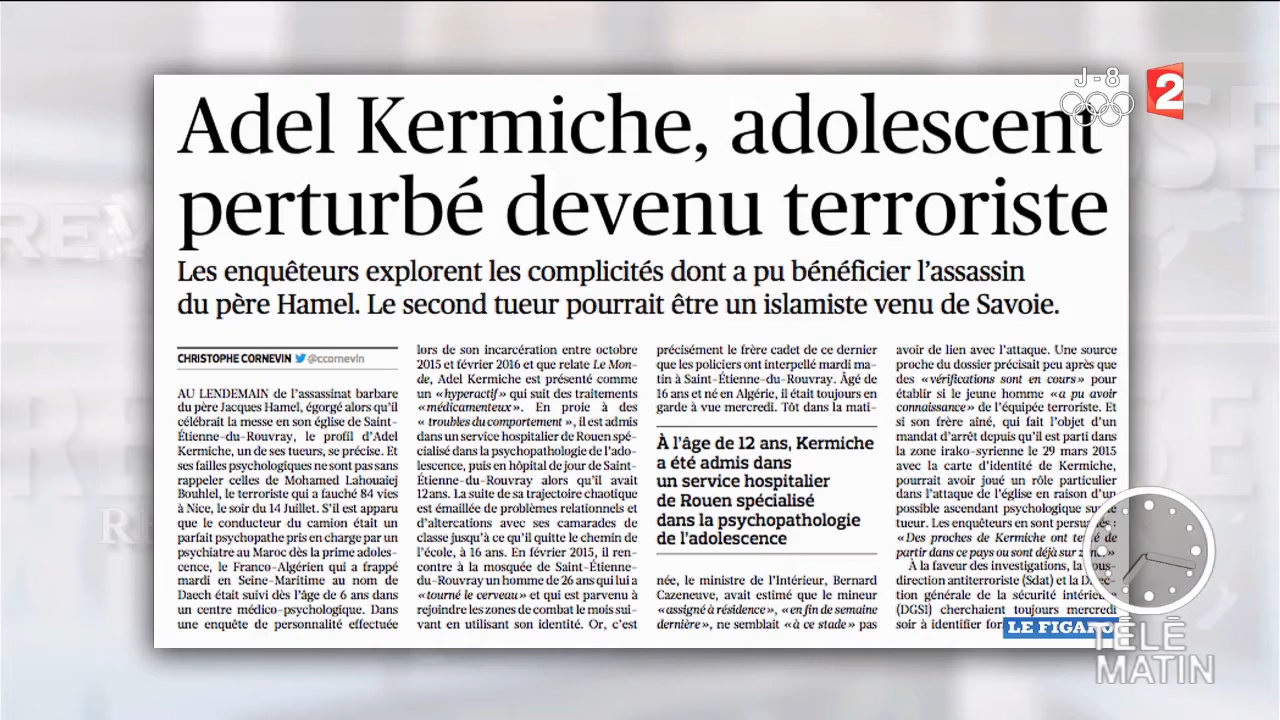 J-8
2
Adel Kermiche, adolescent
perturbé devenu terroriste
Les enquêteurs explorent les complicités dont a pu bénéficier l'assassin
du père Hamel. Le second tueur pourrait être un islamiste venu de Savoie.
CHRISTOPHE CORNEVIN @ccornevin
AU LENDEMAIN de l'assassinat barbare
du père Jacques Hamel, égorgé alors qu'il
célébrait la messe en son église de Saint-
Étienne-du-Rouvray, le profil d'Adel
Kermiche, un de ses tueurs, se précise. Et
ses failles psychologiques ne sont pas sans
rappeler celles de Mohamed Lahouaiej
Bouhlel, le terroriste qui a fauché 84 vies
à Nice, le soir du 14 Juillet. S'il est apparu
que le conducteur du camion était un
parfait psychopathe pris en charge par un
psychiatre au Maroc dès la prime adoles-
cence, le Franco-Algérien qui a frappé
mardi en Seine-Maritime au nom de
Daech était suivi dès l'âge de 6 ans dans
un centre médico-psychologique. Dans
une enquête de personnalité effectuée
lors de son incarcération entre octobre
2015 et février 2016 et que relate Le Mon-
de, Adel Kermiche est présenté comme
un «hyperactif» qui suit des traitements
«médicamenteux». En proie à des
« troubles du comportement », il est admis
dans un service hospitalier de Rouen spé-
cialisé dans la psychopathologie de l'ado-
lescence, puis en hôpital de jour de Saint-
Étienne-du-Rouvray alors qu'il avait
12 ans. La suite de sa trajectoire chaotique
est émaillée de problèmes relationnels et
d'altercations avec ses camarades de
classe jusqu'à ce qu'il quitte le chemin de
l'école, à 16 ans. En février 2015, il ren-
contre à la mosquée de Saint-Étienne-
du-Rouvray un homme de 26 ans qui lui a
«tourné le cerveau» et qui est parvenu à
rejoindre les zones de combat le mois sui-
vant en utilisant son identité. Or, c'est
précisément le frère cadet de ce dernier
que les policiers ont interpellé mardi ma-
tin à Saint-Étienne-du-Rouvray. Âgé de
16 ans et né en Algérie, il était toujours en
garde à vue mercredi. Tôt dans la mati-
À l'âge de 12 ans, Kermiche
a été admis dans
un service hospitalier
de Rouen spécialisé
dans la psychopathologie
de l'adolescence
née, le ministre de l'Intérieur, Bernard
Cazeneuve, avait estimé que le mineur
«assigné à résidence», «en fin de semaine
dernière», ne semblait «à ce stade» pas
avoir de lien avec l'attaque. Une source
proche du dossier précisait peu après que
des «vérifications sont en cours» pour
établir si le jeune homme «a pu avoir
connaissance» de l'équipée terroriste. Et
si son frère aîné, qui fait l'objet d'un
mandat d'arrêt depuis qu'il est parti dans
la zone irako-syrienne le 29 mars 2015
avec la carte d'identité de Kermiche,
pourrait avoir joué un rôle particulier
dans l'attaque de l'église en raison d'un
possible ascendant psychologique sur le
tueur. Les enquêteurs en sont persuadés :
«Des proches de Kermiche ont tenté de
partir dans ce pays ou sont déjà sur
À la faveur des investigations, la Sous-
direction antiterroriste (Sdat) et la Direc-
tion générale de la sécurité intérieure
(DGSI) cherchaient toujours mercredi
soir à identifier
LE FIGARO
TÉLÉ
MATIN